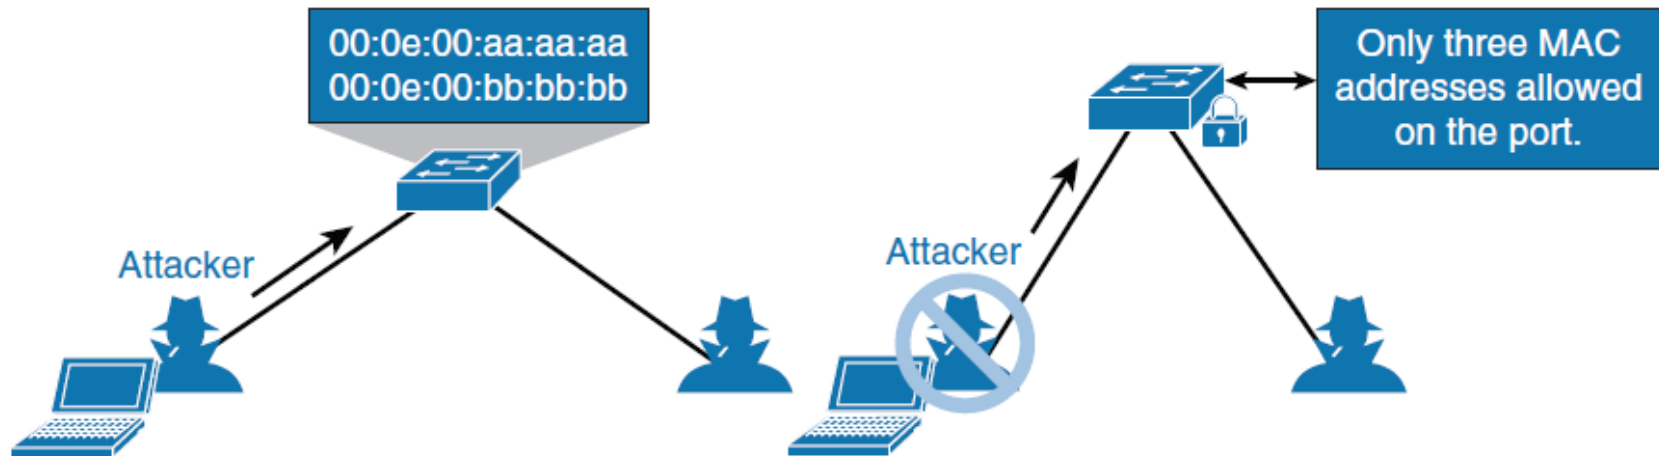 00:0e:00:aa:aa:aa
00:0e:00:bb:bb:bb
Attacker
Only three MAC
addresses allowed
on the port.
Attacker